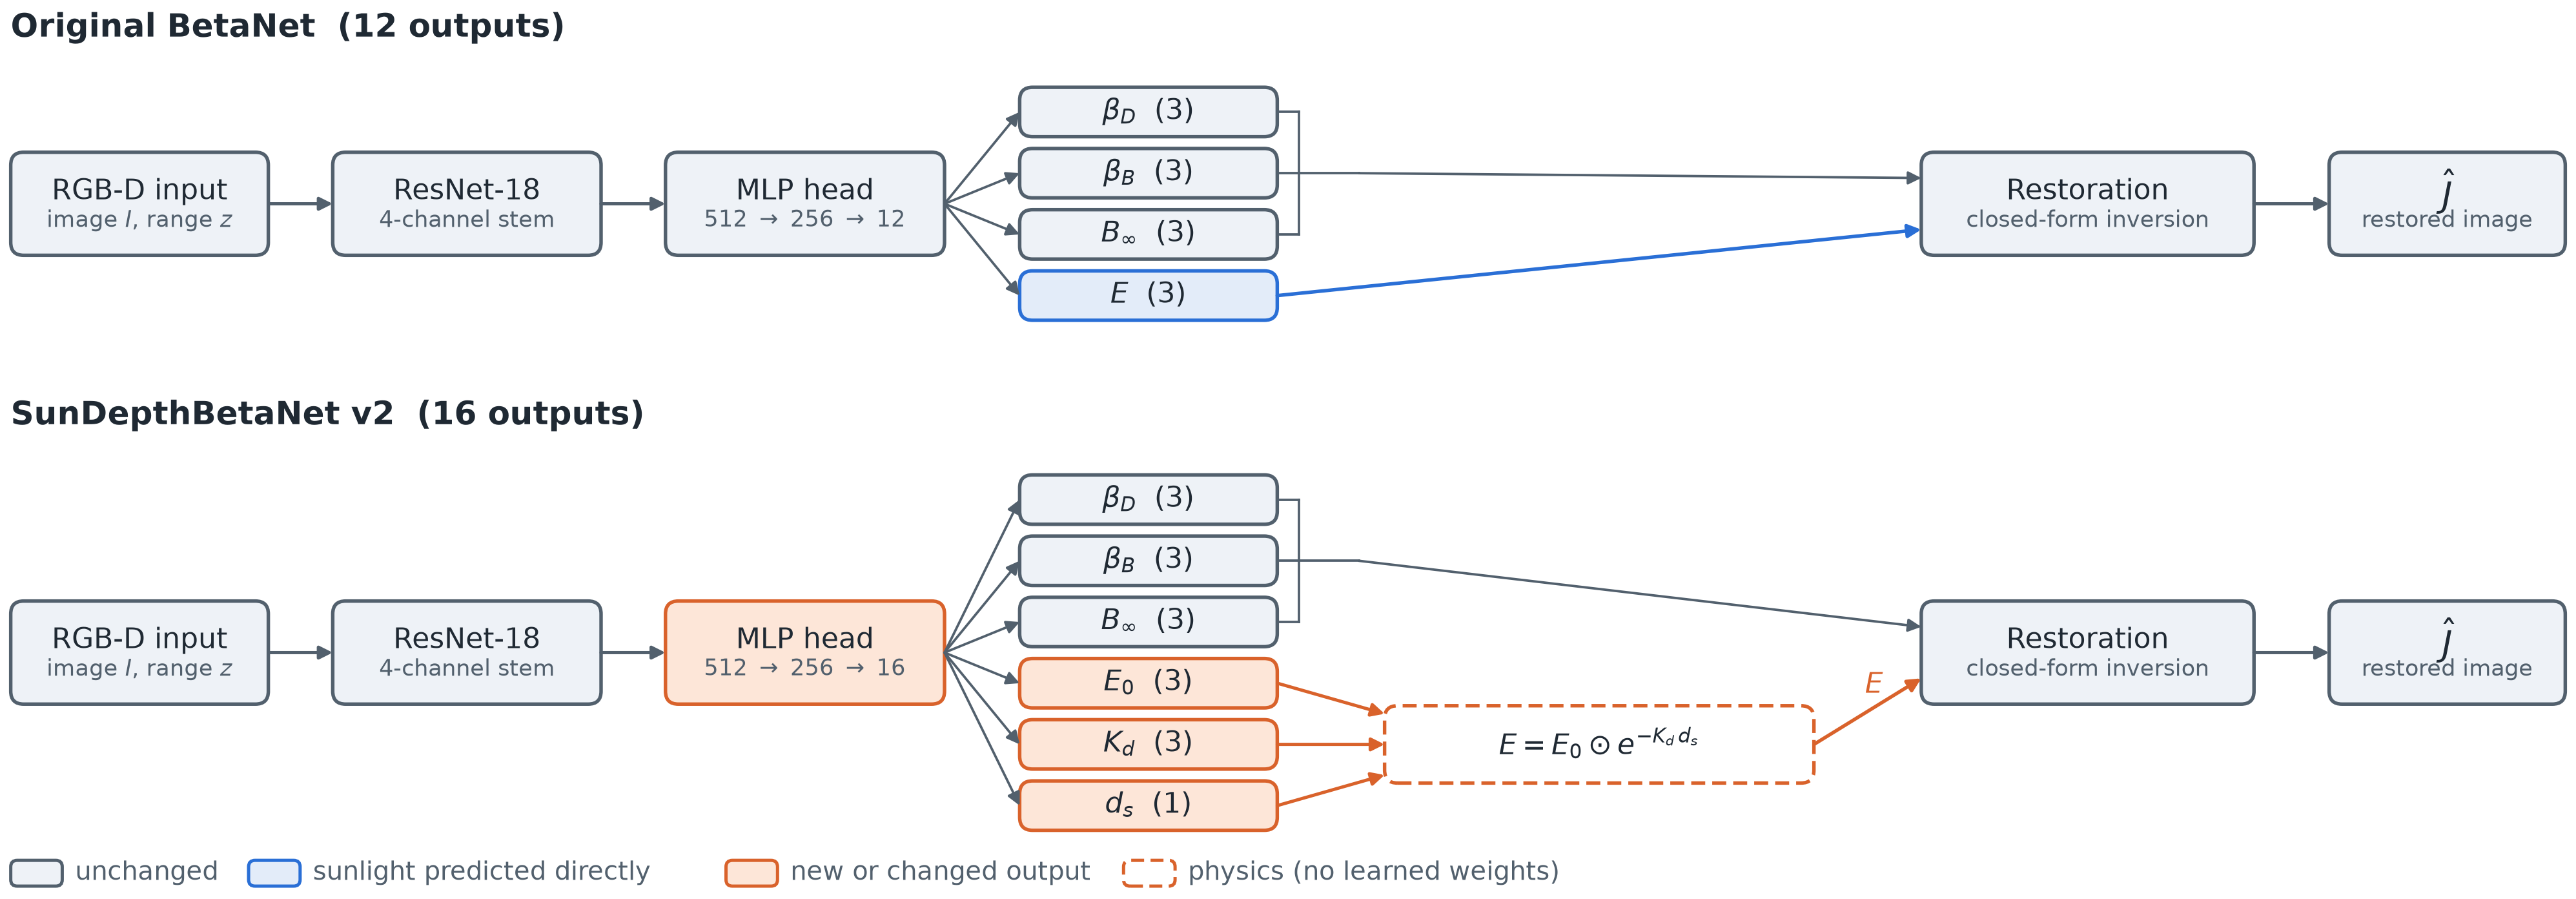 Original BetaNet (12 outputs)
β_D (3)
β_B (3)
B_∞ (3)
E (3)
RGB-D input
image I, range z
ResNet-18
4-channel stem
MLP head
512 → 256 → 12
Restoration
closed-form inversion
Ĵ
restored image
SunDepthBetaNet v2 (16 outputs)
β_D (3)
β_B (3)
B_∞ (3)
E_0 (3)
K_d (3)
d_s (1)
RGB-D input
image I, range z
ResNet-18
4-channel stem
MLP head
512 → 256 → 16
E = E_0 ⊙ e^{-K_d d_s}
E
Restoration
closed-form inversion
Ĵ
restored image
unchanged
sunlight predicted directly
new or changed output
physics (no learned weights)